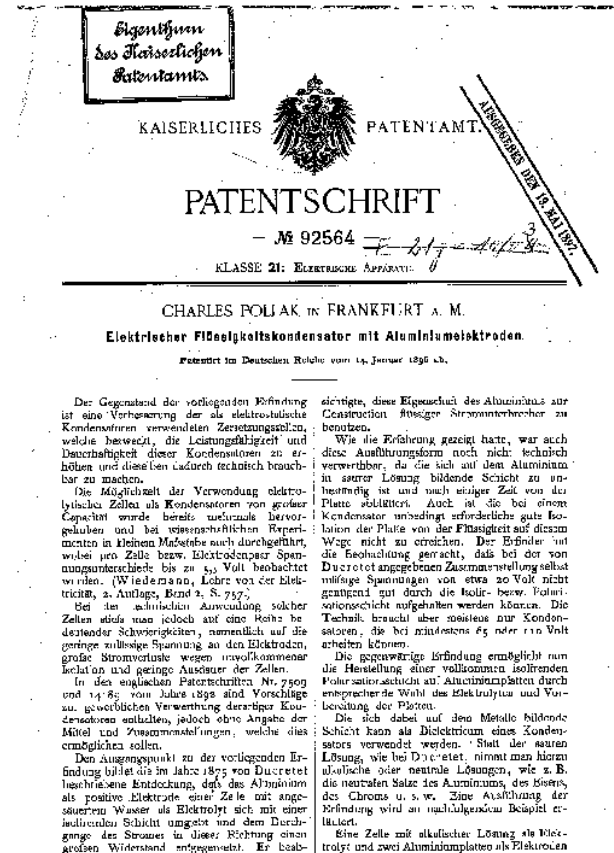 Eigenthum
des Kaiserlichen
Patentamts.
KAISERLICHES PATENTAMT.
AUSGEGEBEN DEN 19. MAI 1897.
PATENTSCHRIFT
— № 92564 —
KLASSE 21: ELEKTRISCHE APPARATE
CHARLES POLLAK IN FRANKFURT A. M.
Elektrischer Flüssigkeitskondensator mit Aluminiumelektroden.
Patentirt im Deutschen Reiche vom 14. Januar 1896 ab.
Der Gegenstand der vorliegenden Erfindung
ist eine Verbesserung der als elektrostatische
Kondensatoren verwendeten Zersetzungszellen,
welche bezweckt, die Leistungsfähigkeit und
Dauerhaftigkeit dieser Kondensatoren zu er-
höhen und dieselben dadurch technisch brauch-
bar zu machen.
Die Möglichkeit der Verwendung elektro-
lytischer Zellen als Kondensatoren von grosser
Capacität wurde bereits mehrmals hervor-
gehoben und bei wissenschaftlichen Experi-
menten in kleinem Mafsstabe auch durchgeführt,
wobei pro Zelle bezw. Elektrodenpaar Span-
nungsunterschiede bis zu 5,5 Volt beobachtet
wurden. (Wiedemann, Lehre von der Elek-
tricität, 2. Auflage, Band 2, S. 757.)
Bei der technischen Anwendung solcher
Zellen stiefs man jedoch auf eine Reihe be-
deutender Schwierigkeiten, namentlich auf die
geringe zulässige Spannung an den Elektroden,
grofse Stromverluste wegen unvollkommener
Isolation und geringe Ausdauer der Zellen.
In den englischen Patentschriften Nr. 7509
und vom Jahre 1892 sind Vorschläge
zu gewerblichen Verwerthung derartiger Kon-
densatoren enthalten, jedoch ohne Angabe der
Mittel und Zusammenstellungen, welche dies
ermöglichen sollen.
Den Ausgangspunkt zu der vorliegenden Er-
findung bildet die im Jahre 1875 von Ducretet
beschriebene Entdeckung, dafs das Aluminium
als positive Elektrode einer Zelle mit ange-
säuertem Wasser als Elektrolyt sich mit einer
isolirenden Schicht umgiebt und dem Durch-
gange des Stromes in dieser Richtung einen
grofsen Widerstand entgegensetzt. Er beab-
sichtigte, diese Eigenschaft des Aluminiums zur
Construction flüssiger Stromunterbrecher zu
benutzen.
Wie die Erfahrung gezeigt hatte, war auch
diese Ausführungsform noch nicht technisch
verwerthbar, da die sich auf dem Aluminium
in saurer Lösung bildende Schicht zu un-
beständig ist und nach einiger Zeit von der
Platte abblättert. Auch ist die bei einem
Kondensator unbedingt erforderliche gute Iso-
lation der Platte von der Flüssigkeit auf diesem
Wege nicht zu erreichen. Der Erfinder hat
die Beobachtung gemacht, dafs bei der von
Ducretet angegebenen Zusammenstellung selbst
mäfsige Spannungen von etwa 20 Volt nicht
genügend gut durch die Isolir- bezw. Polari-
sationsschicht aufgehalten werden können. Die
Technik braucht aber meistens nur Konden-
satoren, die bei mindestens 65 oder 110 Volt
arbeiten können.
Die gegenwärtige Erfindung ermöglicht nun
die Herstellung einer vollkommen isolirenden
Polarisationsschicht auf Aluminiumplatten durch
entsprechende Wahl des Elektrolyten und Vor-
bereitung der Platten.
Die sich dabei auf dem Metalle bildende
Schicht kann als Dielektricum eines Konden-
sators verwendet werden. Statt der sauren
Lösung, wie bei Ducretet, nimmt man hierzu
alkalische oder neutrale Lösungen, wie z. B.
die neutralen Salze des Aluminiums, des Eisens,
des Chroms u. s. w. Eine Ausführung der
Erfindung wird an nachfolgendem Beispiel er-
läutert.
Eine Zelle mit alkalischer Lösung als Elek-
trolyt und zwei Aluminiumplatten als Elektroden